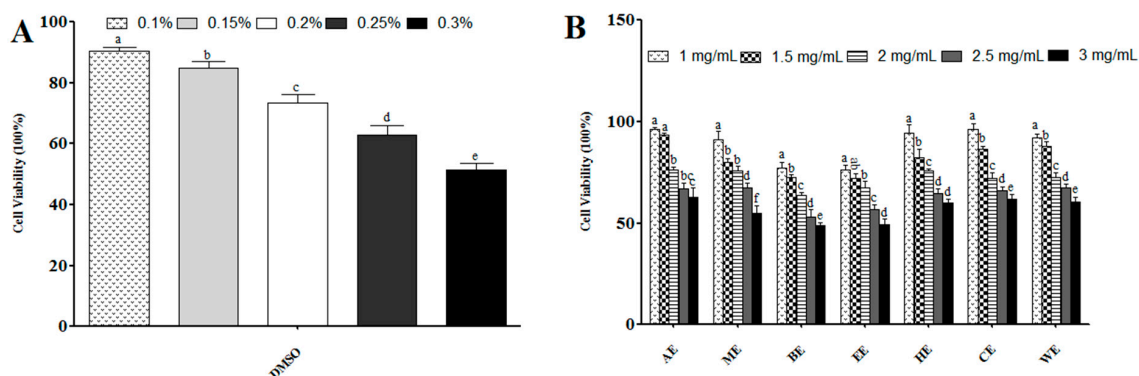 A
0.1% 0.15% 0.2% 0.25% 0.3%
100
80
60
40
20
0
Cell Viability (100%)
a
b
c
d
e
DMSO
B
1 mg/mL 1.5 mg/mL 2 mg/mL 2.5 mg/mL 3 mg/mL
150
100
50
0
Cell Viability (100%)
a a b bc c
a b b d f
a b c d e
a ab b c d
a b c d d
a b c d e
a b c d e
AE ME BE EE HE CE WE